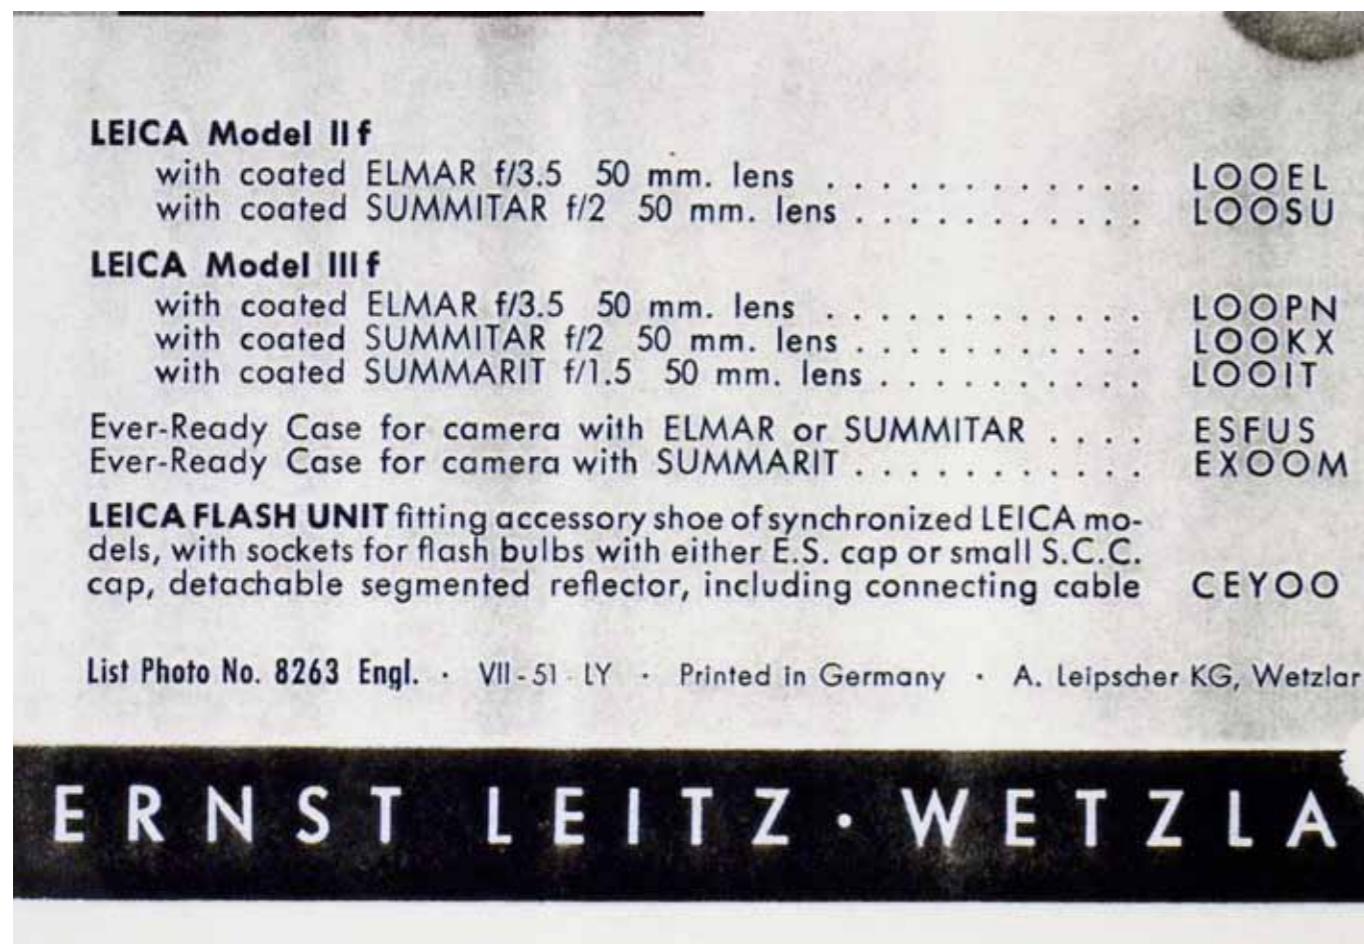 LEICA Model II f
with coated ELMAR f/3.5 50 mm. lens . . . . . . . . . . . . LOOEL
with coated SUMMITAR f/2 50 mm. lens . . . . . . . . . . . LOOSU
LEICA Model III f
with coated ELMAR f/3.5 50 mm. lens . . . . . . . . . . . . LOOPN
with coated SUMMITAR f/2 50 mm. lens . . . . . . . . . . . LOOKX
with coated SUMMARIT f/1.5 50 mm. lens . . . . . . . . . . LOOIT
Ever-Ready Case for camera with ELMAR or SUMMITAR . . . . ESFUS
Ever-Ready Case for camera with SUMMARIT . . . . . . . . . . . EXOOM
LEICA FLASH UNIT fitting accessory shoe of synchronized LEICA mo-
dels, with sockets for flash bulbs with either E.S. cap or small S.C.C.
cap, detachable segmented reflector, including connecting cable CEYOO
List Photo No. 8263 Engl. · VII - 51 - LY · Printed in Germany · A. Leipscher KG, Wetzlar
ERNST LEITZ · WETZLA